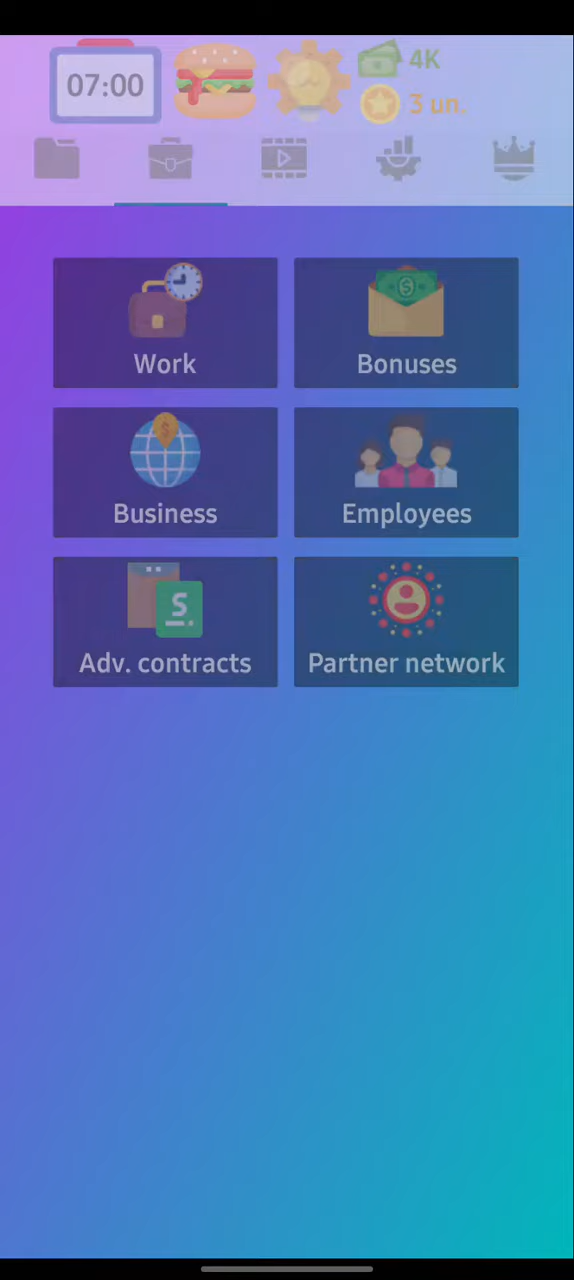 07:00
4K
3 un.
Work
Bonuses
Business
Employees
Adv. contracts
Partner network